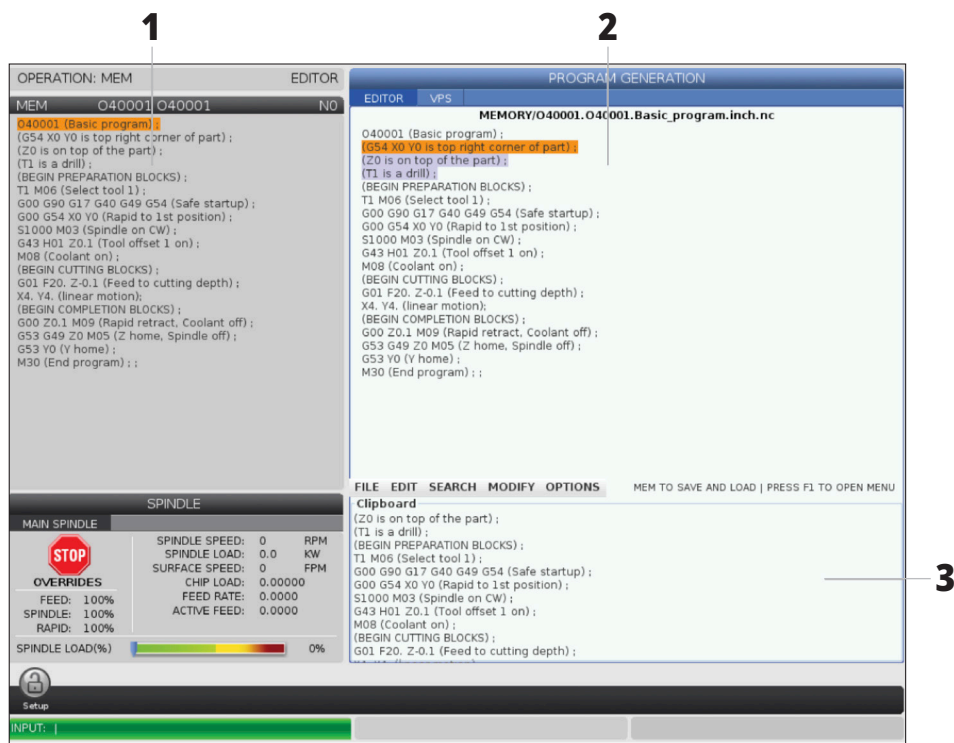 1
2
OPERATION: MEM EDITOR
MEM O40001 O40001 N0
O40001 (Basic program) ;
(G54 X0 Y0 is top right corner of part) ;
(Z0 is on top of the part) ;
(T1 is a drill) ;
(BEGIN PREPARATION BLOCKS) ;
T1 M06 (Select tool 1) ;
G00 G90 G17 G40 G49 G54 (Safe startup) ;
G00 G54 X0 Y0 (Rapid to 1st position) ;
S1000 M03 (Spindle on CW) ;
G43 H01 Z0.1 (Tool offset 1 on) ;
M08 (Coolant on) ;
(BEGIN CUTTING BLOCKS) ;
G01 F20. Z-0.1 (Feed to cutting depth) ;
X4. Y4. (linear motion);
(BEGIN COMPLETION BLOCKS) ;
G00 Z0.1 M09 (Rapid retract, Coolant off) ;
G53 G49 Z0 M05 (Z home, Spindle off) ;
G53 Y0 (Y home) ;
M30 (End program) ; ;
PROGRAM GENERATION
EDITOR VPS
MEMORY/O40001.O40001.Basic_program.inch.nc
O40001 (Basic program) ;
(G54 X0 Y0 is top right corner of part) ;
(Z0 is on top of the part) ;
(T1 is a drill) ;
(BEGIN PREPARATION BLOCKS) ;
T1 M06 (Select tool 1) ;
G00 G90 G17 G40 G49 G54 (Safe startup) ;
G00 G54 X0 Y0 (Rapid to 1st position) ;
S1000 M03 (Spindle on CW) ;
G43 H01 Z0.1 (Tool offset 1 on) ;
M08 (Coolant on) ;
(BEGIN CUTTING BLOCKS) ;
G01 F20. Z-0.1 (Feed to cutting depth) ;
X4. Y4. (linear motion);
(BEGIN COMPLETION BLOCKS) ;
G00 Z0.1 M09 (Rapid retract, Coolant off) ;
G53 G49 Z0 M05 (Z home, Spindle off) ;
G53 Y0 (Y home) ;
M30 (End program) ; ;
FILE EDIT SEARCH MODIFY OPTIONS MEM TO SAVE AND LOAD | PRESS F1 TO OPEN MENU
Clipboard
(Z0 is on top of the part) ;
(T1 is a drill) ;
(BEGIN PREPARATION BLOCKS) ;
T1 M06 (Select tool 1) ;
G00 G90 G17 G40 G49 G54 (Safe startup) ;
G00 G54 X0 Y0 (Rapid to 1st position) ;
S1000 M03 (Spindle on CW) ;
G43 H01 Z0.1 (Tool offset 1 on) ;
M08 (Coolant on) ;
(BEGIN CUTTING BLOCKS) ;
G01 F20. Z-0.1 (Feed to cutting depth) ;
3
SPINDLE
MAIN SPINDLE
STOP
OVERRIDES
FEED: 100%
SPINDLE: 100%
RAPID: 100%
SPINDLE SPEED: 0 RPM
SPINDLE LOAD: 0.0 KW
SURFACE SPEED: 0 FPM
CHIP LOAD: 0.00000
FEED RATE: 0.0000
ACTIVE FEED: 0.0000
SPINDLE LOAD(%) 0%
Setup
INPUT: |